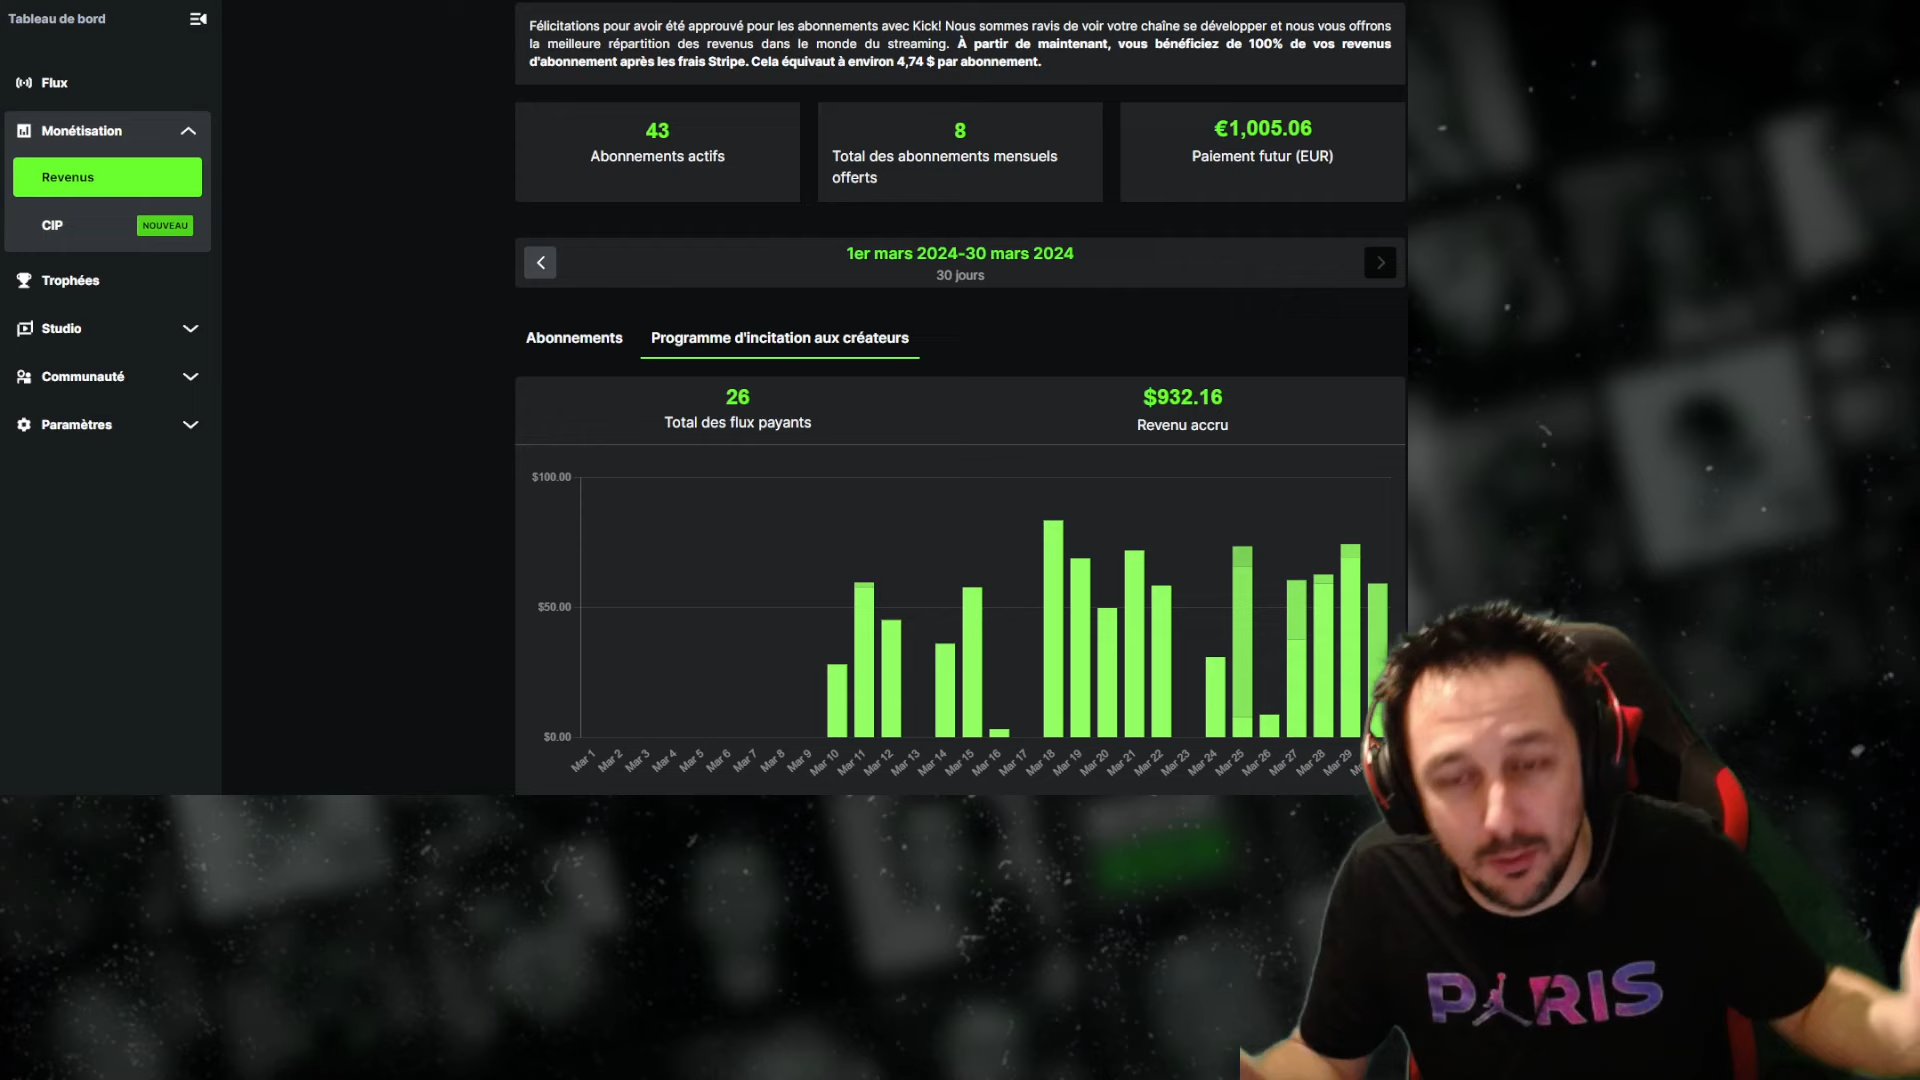 Tableau de bord
Flux
Monétisation
Revenus
CIP NOUVEAU
Trophées
Studio
Communauté
Paramètres
Félicitations pour avoir été approuvé pour les abonnements avec Kick! Nous sommes ravis de voir votre chaîne se développer et nous vous offrons
la meilleure répartition des revenus dans le monde du streaming. À partir de maintenant, vous bénéficiez de 100% de vos revenus
d'abonnement après les frais Stripe. Cela équivaut à environ 4,74 $ par abonnement.
43
Abonnements actifs
8
Total des abonnements mensuels
offerts
€1,005.06
Paiement futur (EUR)
1er mars 2024-30 mars 2024
30 jours
Abonnements
Programme d'incitation aux créateurs
26
Total des flux payants
$932.16
Revenu accru
$100.00
$50.00
$0.00
Mar 1
Mar 2
Mar 3
Mar 4
Mar 5
Mar 6
Mar 7
Mar 8
Mar 9
Mar 10
Mar 11
Mar 12
Mar 13
Mar 14
Mar 15
Mar 16
Mar 17
Mar 18
Mar 19
Mar 20
Mar 21
Mar 22
Mar 23
Mar 24
Mar 25
Mar 26
Mar 27
Mar 28
Mar 29
PARIS